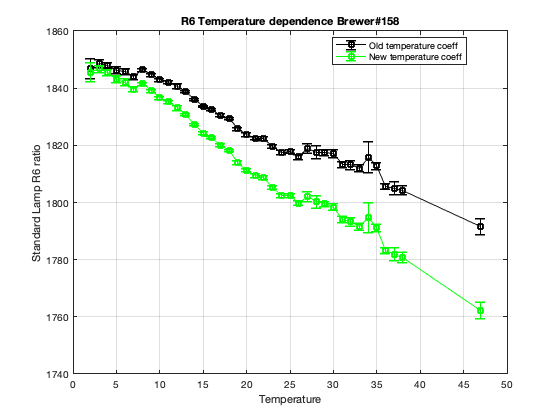 R6 Temperature dependence Brewer#158
Old temperature coeff
New temperature coeff
Standard Lamp R6 ratio
1860
1840
1820
1800
1780
1760
1740
0 5 10 15 20 25 30 35 40 45 50
Temperature